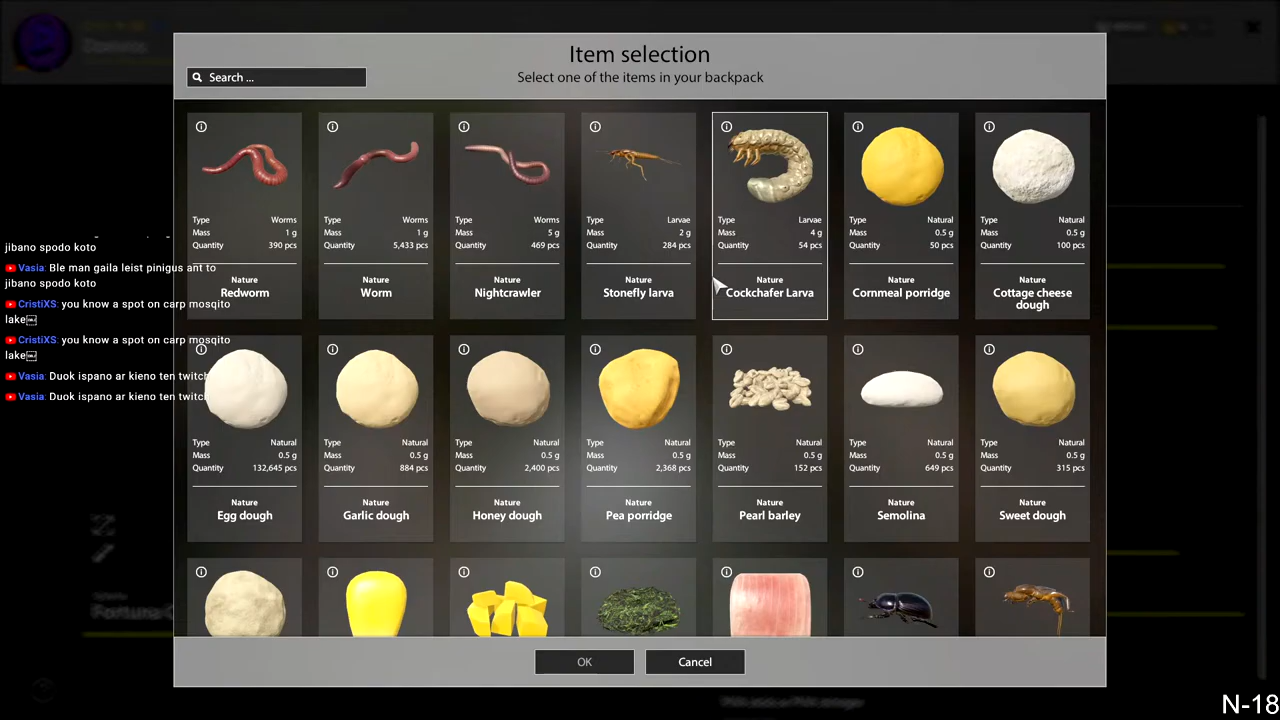 Item selection
Search ...
Select one of the items in your backpack
Type Worms
Mass 1 g
Quantity 390 pcs
Nature
Redworm
Type Worms
Mass 1 g
Quantity 5,433 pcs
Nature
Worm
Type Worms
Mass 5 g
Quantity 469 pcs
Nature
Nightcrawler
Type Larvae
Mass 2 g
Quantity 284 pcs
Nature
Stonefly larva
Type Larvae
Mass 4 g
Quantity 54 pcs
Nature
Cockchafer Larva
Type Natural
Mass 0.5 g
Quantity 50 pcs
Nature
Cornmeal porridge
Type Natural
Mass 0.5 g
Quantity 100 pcs
Nature
Cottage cheese
dough
jibano spodo koto
Vasia: Ble man gaila leist pinigus ant to
jibano spodo koto
CristiXS: you know a spot on carp mosqito
lake
CristiXS: you know a spot on carp mosqito
lake
Vasia: Duok ispano ar kieno ten twitch
Vasia: Duok ispano ar kieno ten twitch
Type Natural
Mass 0.5 g
Quantity 132,645 pcs
Nature
Egg dough
Type Natural
Mass 0.5 g
Quantity 884 pcs
Nature
Garlic dough
Type Natural
Mass 0.5 g
Quantity 2,400 pcs
Nature
Honey dough
Type Natural
Mass 0.5 g
Quantity 2,368 pcs
Nature
Pea porridge
Type Natural
Mass 0.5 g
Quantity 152 pcs
Nature
Pearl barley
Type Natural
Mass 0.5 g
Quantity 649 pcs
Nature
Semolina
Type Natural
Mass 0.5 g
Quantity 315 pcs
Nature
Sweet dough
OK
Cancel
N-18